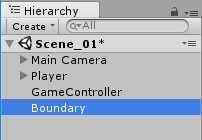 Hierarchy
Create All
Scene_01*
Main Camera
Player
GameController
Boundary